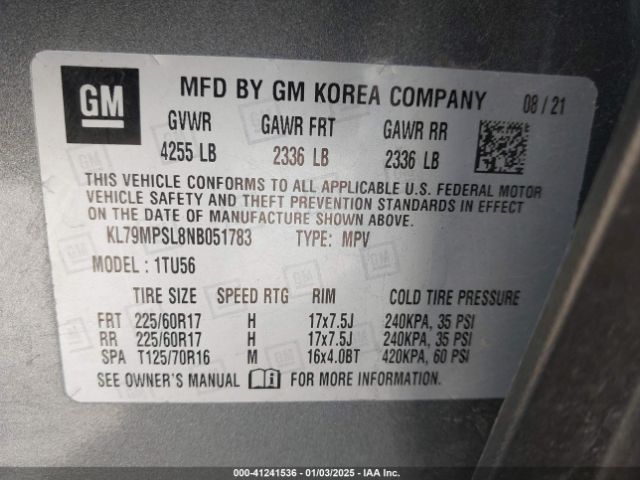 GM
MFD BY GM KOREA COMPANY 08/21
GVWR GAWR FRT GAWR RR
4255 LB 2336 LB 2336 LB
THIS VEHICLE CONFORMS TO ALL APPLICABLE U.S. FEDERAL MOTOR
VEHICLE SAFETY AND THEFT PREVENTION STANDARDS IN EFFECT
ON THE DATE OF MANUFACTURE SHOWN ABOVE.
KL79MPSL8NB051783 TYPE: MPV
MODEL: 1TU56
TIRE SIZE SPEED RTG RIM COLD TIRE PRESSURE
FRT 225/60R17 H 17x7.5J 240KPA, 35 PSI
RR 225/60R17 H 17x7.5J 240KPA, 35 PSI
SPA T125/70R16 M 16x4.0BT 420KPA, 60 PSI
SEE OWNER'S MANUAL FOR MORE INFORMATION.
000-41241536 - 01/03/2025 - IAA Inc.